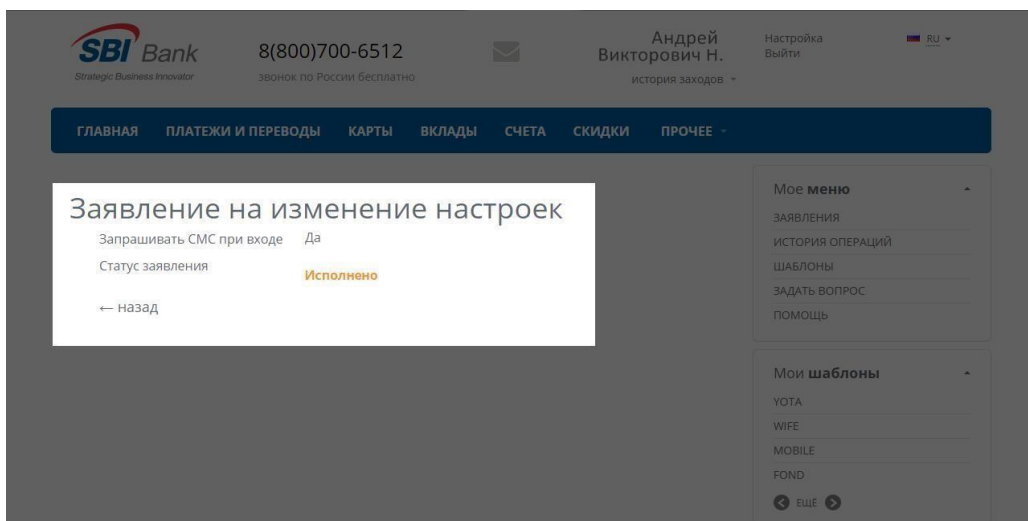 SBI Bank
Strategic Business Innovator
8(800)700-6512
звонок по России бесплатно
Андрей
Викторович Н.
история заходов
Настройка
Выйти
RU
ГЛАВНАЯ ПЛАТЕЖИ И ПЕРЕВОДЫ КАРТЫ ВКЛАДЫ СЧЕТА СКИДКИ ПРОЧЕЕ
Заявление на изменение настроек
Запрашивать СМС при входе Да
Статус заявления Исполнено
← назад
Мое меню
ЗАЯВЛЕНИЯ
ИСТОРИЯ ОПЕРАЦИЙ
ШАБЛОНЫ
ЗАДАТЬ ВОПРОС
ПОМОЩЬ
Мои шаблоны
YOTA
WIFE
MOBILE
FOND
ЕЩЁ